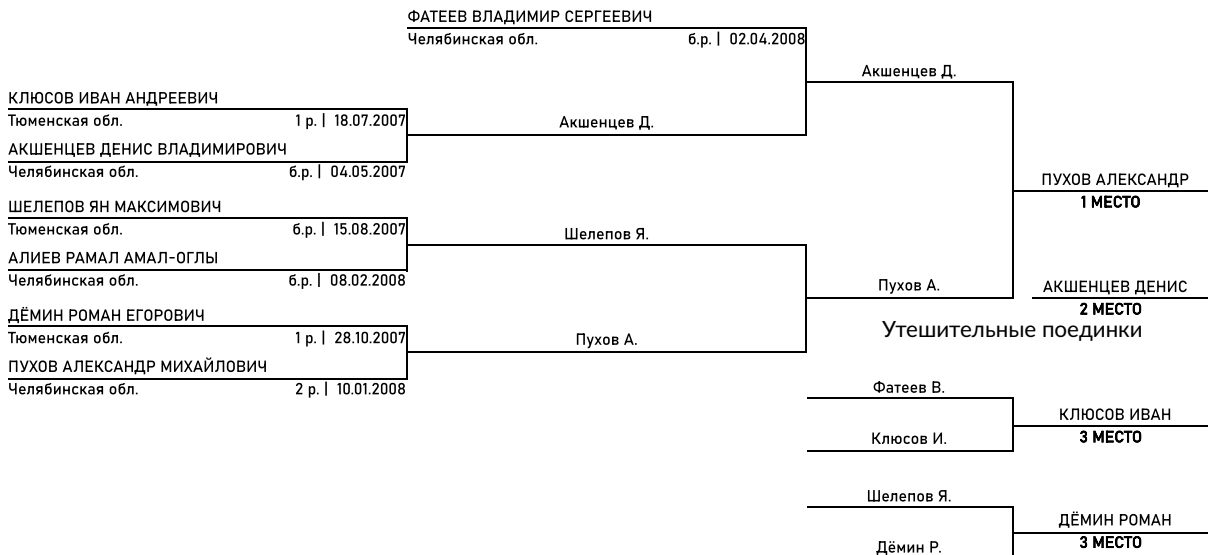 ФАТЕЕВ ВЛАДИМИР СЕРГЕЕВИЧ
Челябинская обл. б.р. | 02.04.2008
Акшенцев Д.
КЛЮСОВ ИВАН АНДРЕЕВИЧ
Тюменская обл. 1 р. | 18.07.2007
Акшенцев Д.
АКШЕНЦЕВ ДЕНИС ВЛАДИМИРОВИЧ
Челябинская обл. б.р. | 04.05.2007
ПУХОВ АЛЕКСАНДР
1 МЕСТО
ШЕЛЕПОВ ЯН МАКСИМОВИЧ
Тюменская обл. б.р. | 15.08.2007
Шелепов Я.
АЛИЕВ РАМАЛ АМАЛ-ОГЛЫ
Челябинская обл. б.р. | 08.02.2008
Пухов А.
АКШЕНЦЕВ ДЕНИС
2 МЕСТО
ДЁМИН РОМАН ЕГОРОВИЧ
Тюменская обл. 1 р. | 28.10.2007
Пухов А.
ПУХОВ АЛЕКСАНДР МИХАЙЛОВИЧ
Челябинская обл. 2 р. | 10.01.2008
Утешительные поединки
Фатеев В.
КЛЮСОВ ИВАН
3 МЕСТО
Клюсов И.
Шелепов Я.
ДЁМИН РОМАН
3 МЕСТО
Дёмин Р.